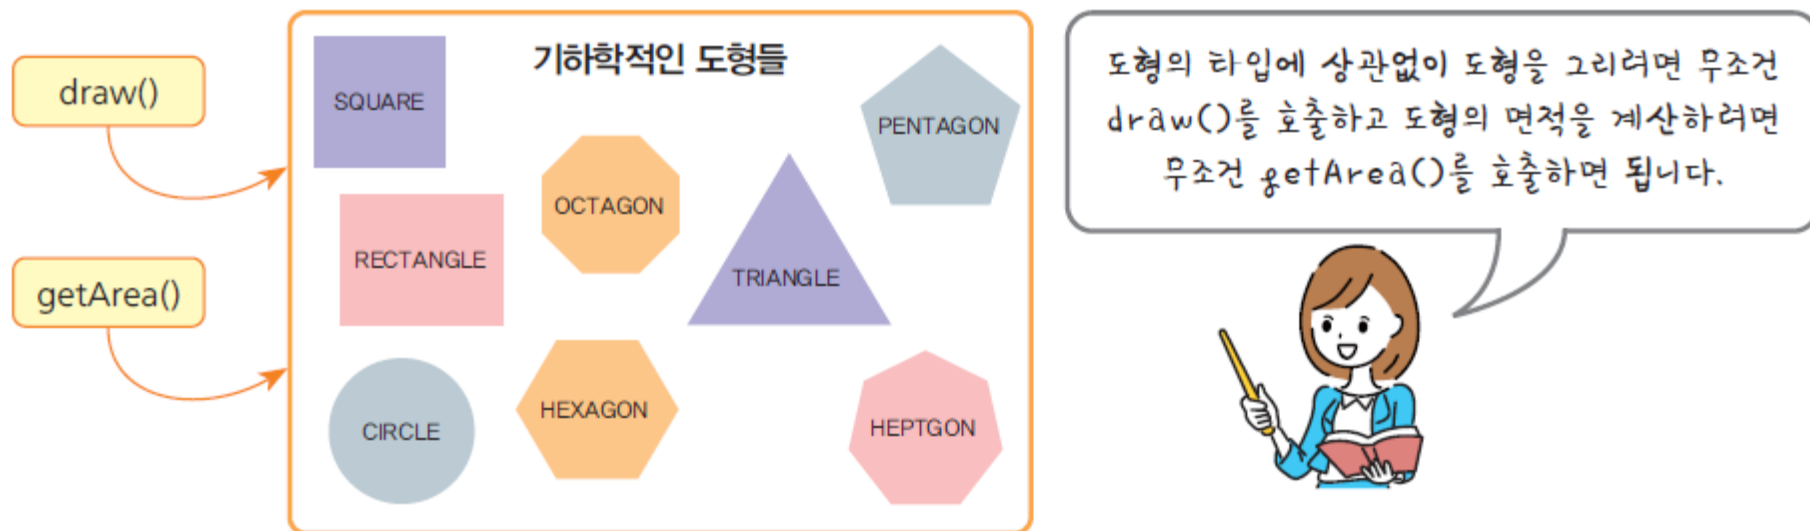 draw()
getArea()
기하학적인 도형들
SQUARE
PENTAGON
OCTAGON
RECTANGLE
TRIANGLE
CIRCLE
HEXAGON
HEPTGON
도형의 타입에 상관없이 도형을 그리려면 무조건
draw()를 호출하고 도형의 면적을 계산하려면
무조건 getArea()를 호출하면 됩니다.